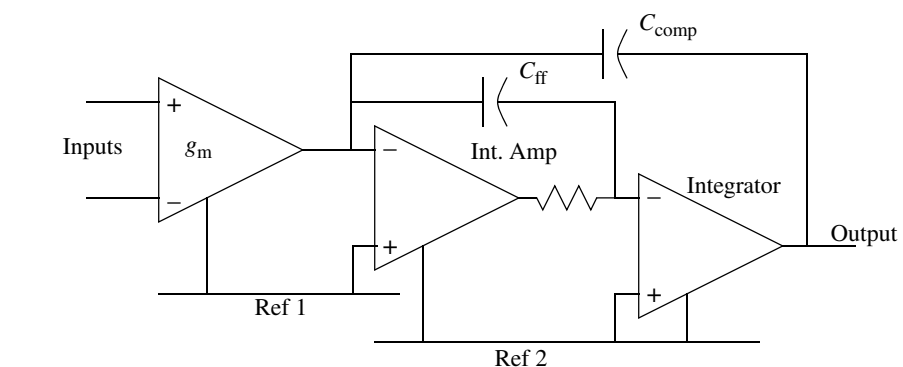 C_comp
C_ff
+
Inputs
g_m
−
Int. Amp
−
Integrator
−
Output
+
+
Ref 1
Ref 2